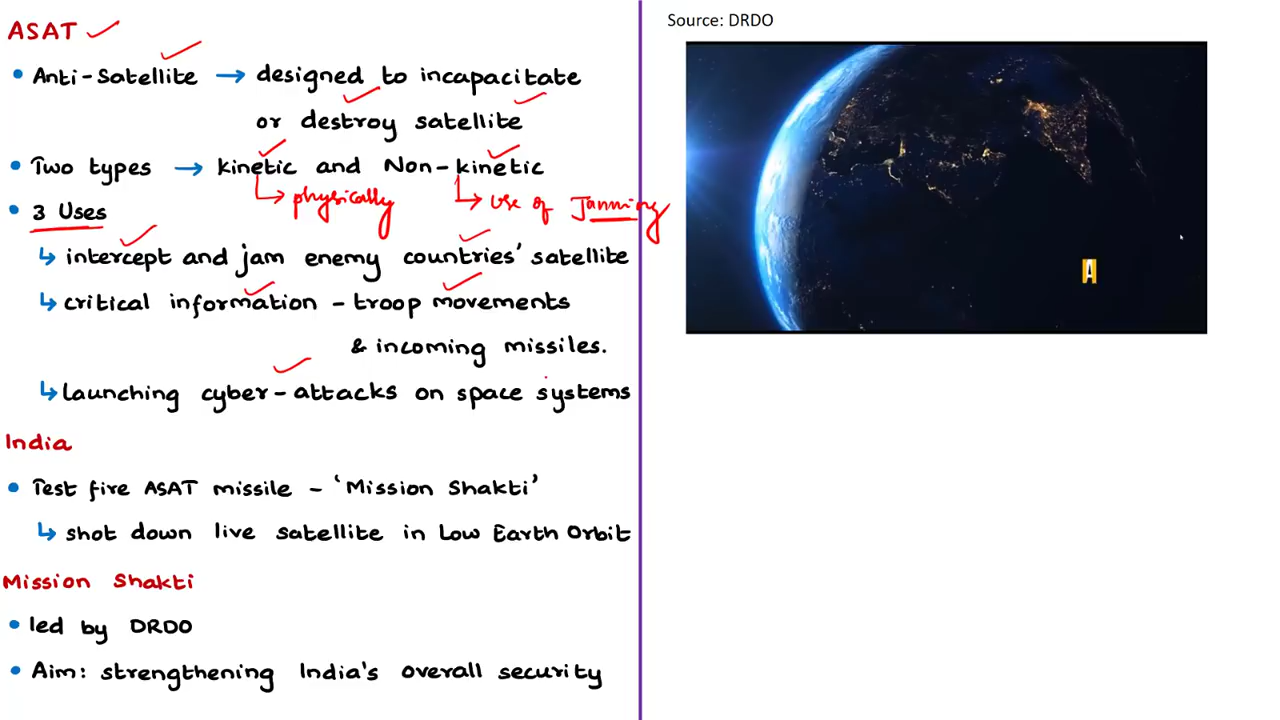 ASAT
Anti-Satellite → designed to incapacitate
or destroy satellite
Two types → kinetic and Non-kinetic
physically
use of Jamming
3 Uses
intercept and jam enemy countries' satellite
critical information - troop movements
& incoming missiles.
launching cyber-attacks on space systems
India
Test fire ASAT missile - 'Mission Shakti'
shot down live satellite in Low Earth Orbit
Mission Shakti
led by DRDO
Aim: strengthening India's overall security
Source: DRDO
A